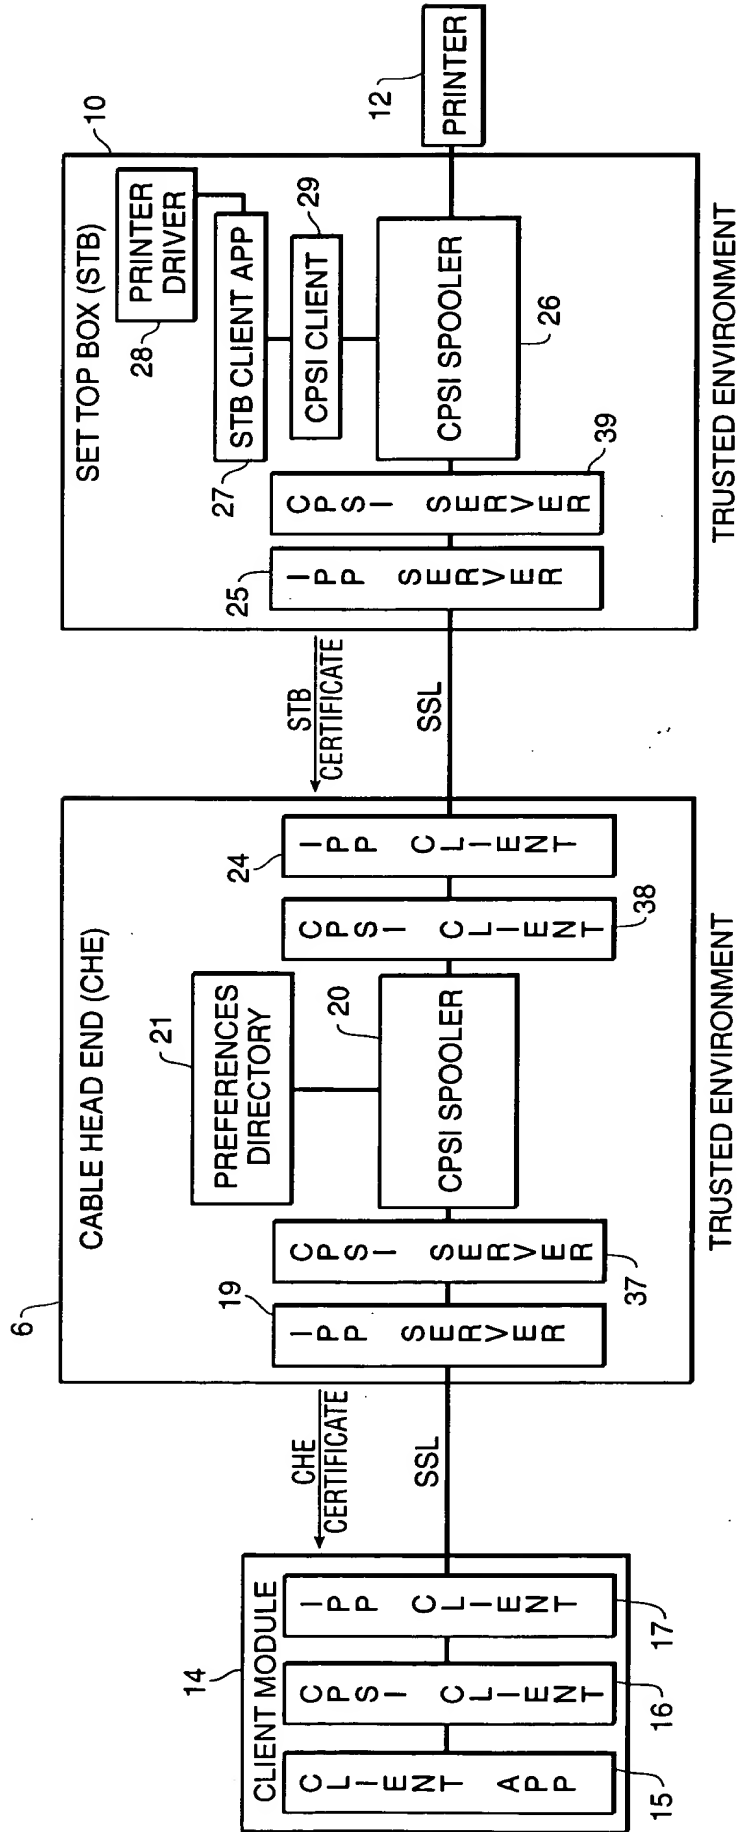 14
CLIENT MODULE
CLIENT APP
15
CPSI CLIENT
16
IPP CLIENT
17
CHE
CERTIFICATE
SSL
6
CABLE HEAD END (CHE)
19
IPP SERVER
CPSI SERVER
37
21
PREFERENCES
DIRECTORY
20
CPSI SPOOLER
CPSI CLIENT
38
24
IPP CLIENT
TRUSTED ENVIRONMENT
STB
CERTIFICATE
SSL
10
SET TOP BOX (STB)
25
IPP SERVER
CPSI SERVER
39
28
PRINTER
DRIVER
27
STB CLIENT APP
29
CPSI CLIENT
CPSI SPOOLER
26
TRUSTED ENVIRONMENT
12
PRINTER